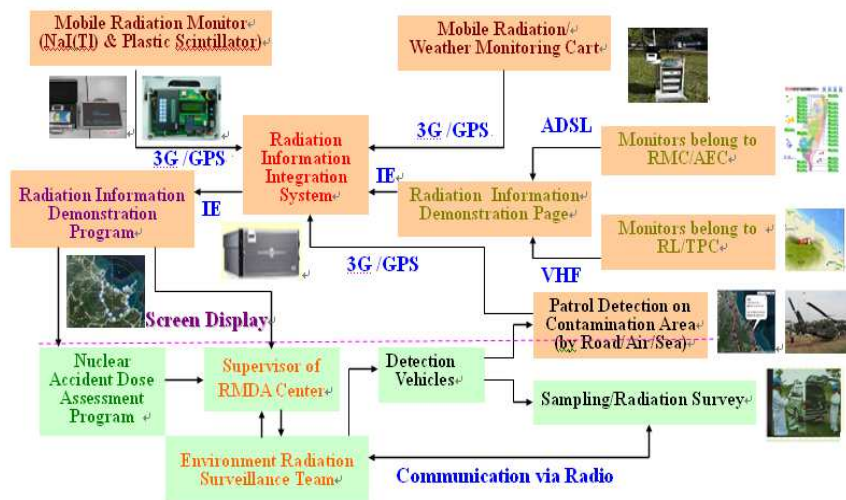 Mobile Radiation Monitor
(NaI(Tl) & Plastic Scintillator)
Mobile Radiation/
Weather Monitoring Cart
3G /GPS
3G /GPS
ADSL
Radiation
Information
Integration
System
Monitors belong to
RMC/AEC
IE
Radiation Information
Demonstration Program
IE
Radiation Information
Demonstration Page
Monitors belong to
RL/TPC
3G /GPS
VHF
Screen Display
Patrol Detection on
Contamination Area
(by Road/Air/Sea)
Nuclear
Accident Dose
Assessment
Program
Supervisor of
RMDA Center
Detection
Vehicles
Sampling/Radiation Survey
Environment Radiation
Surveillance Team
Communication via Radio